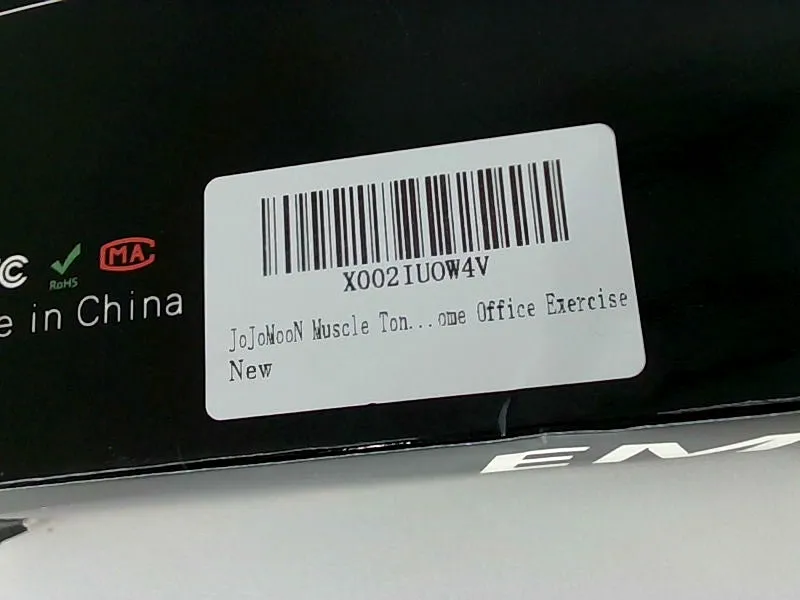 X002IUOW4V
JoJoMooN Muscle Ton...ome Office Exercise
New
C
RoHS
MA
e in China
EM